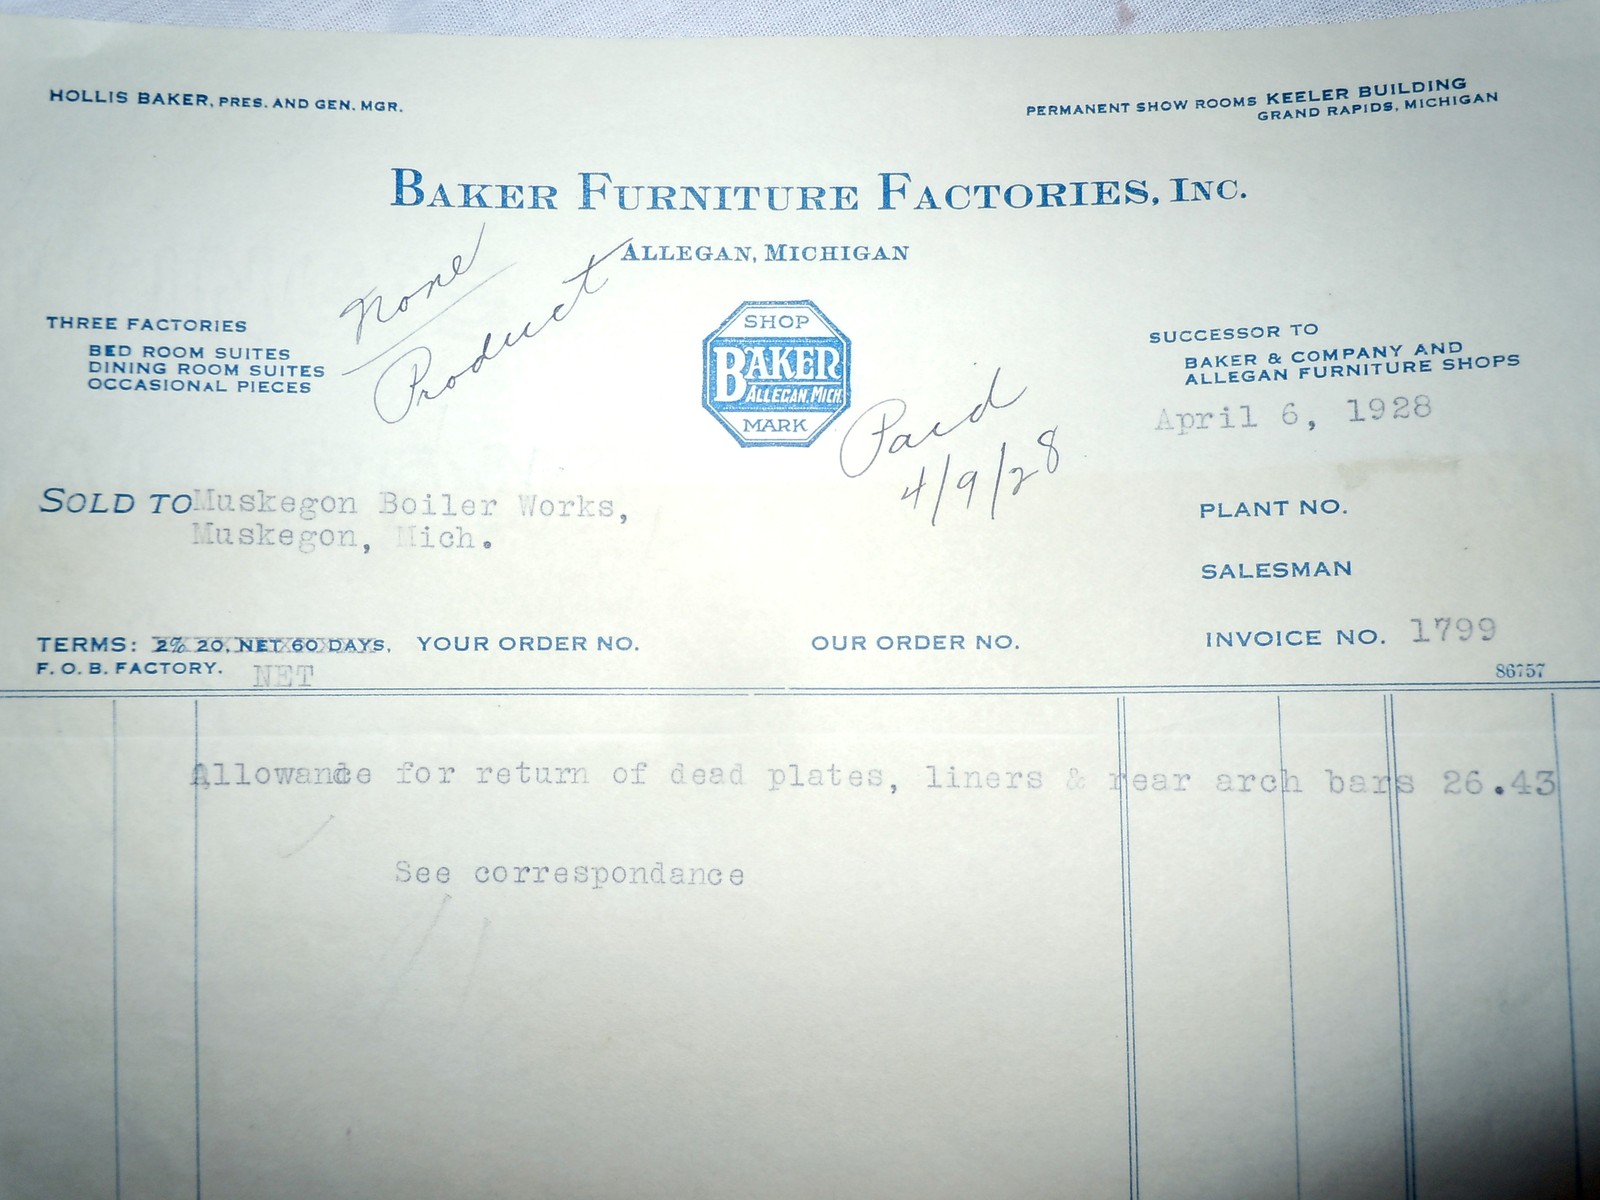 HOLLIS BAKER, PRES. AND GEN. MGR.
PERMANENT SHOW ROOMS KEELER BUILDING
GRAND RAPIDS, MICHIGAN
BAKER FURNITURE FACTORIES, INC.
ALLEGAN, MICHIGAN
None
Product
THREE FACTORIES
BED ROOM SUITES
DINING ROOM SUITES
OCCASIONAL PIECES
SHOP
BAKER
ALLEGAN, MICH.
MARK
Paid
4/9/28
SUCCESSOR TO
BAKER & COMPANY AND
ALLEGAN FURNITURE SHOPS
April 6, 1928
SOLD TO Muskegon Boiler Works,
Muskegon, Mich.
PLANT NO.
SALESMAN
TERMS: 2% 20, NET 60 DAYS, YOUR ORDER NO. OUR ORDER NO. INVOICE NO. 1799
F. O. B. FACTORY. NET
86757
Allowance for return of dead plates, liners & rear arch bars 26.43
See correspondance